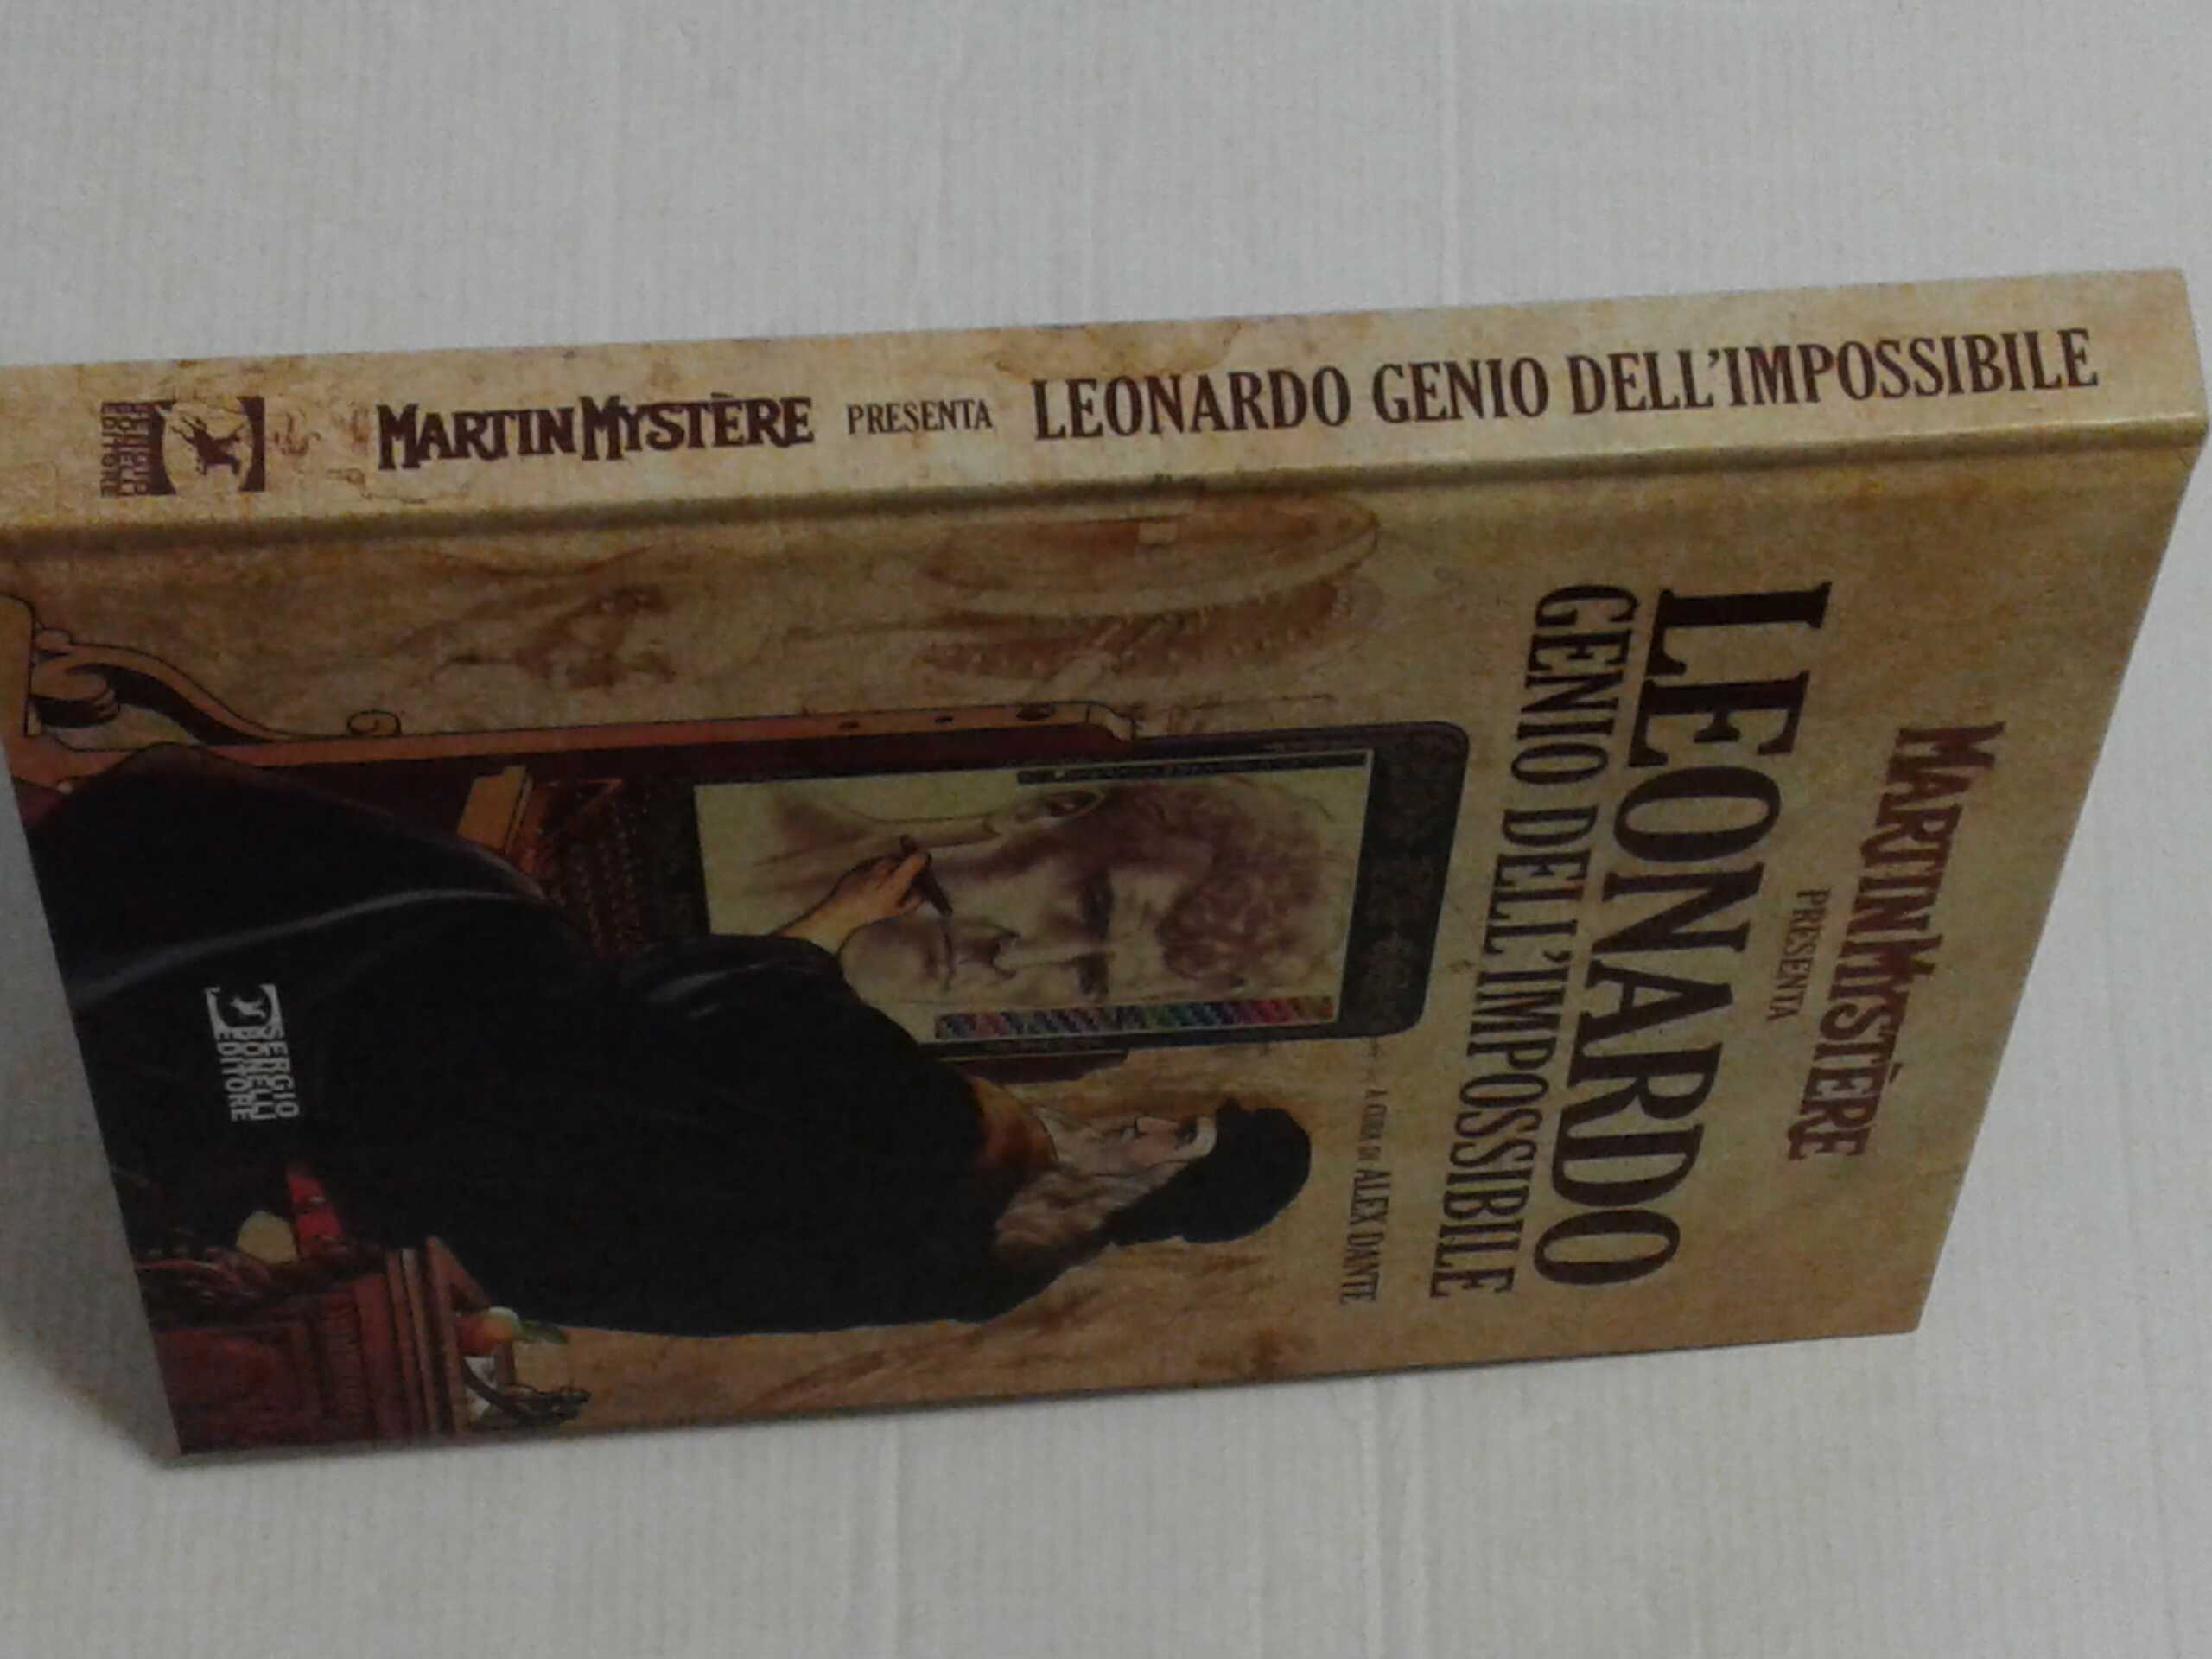 SERGIO
BONELLI
EDITORE
MARTIN MYSTÈRE PRESENTA LEONARDO GENIO DELL'IMPOSSIBILE
MARTIN MYSTÈRE
PRESENTA
LEONARDO
GENIO DELL'IMPOSSIBILE
A CURA DI ALEX DANTE
SERGIO
BONELLI
EDITORE